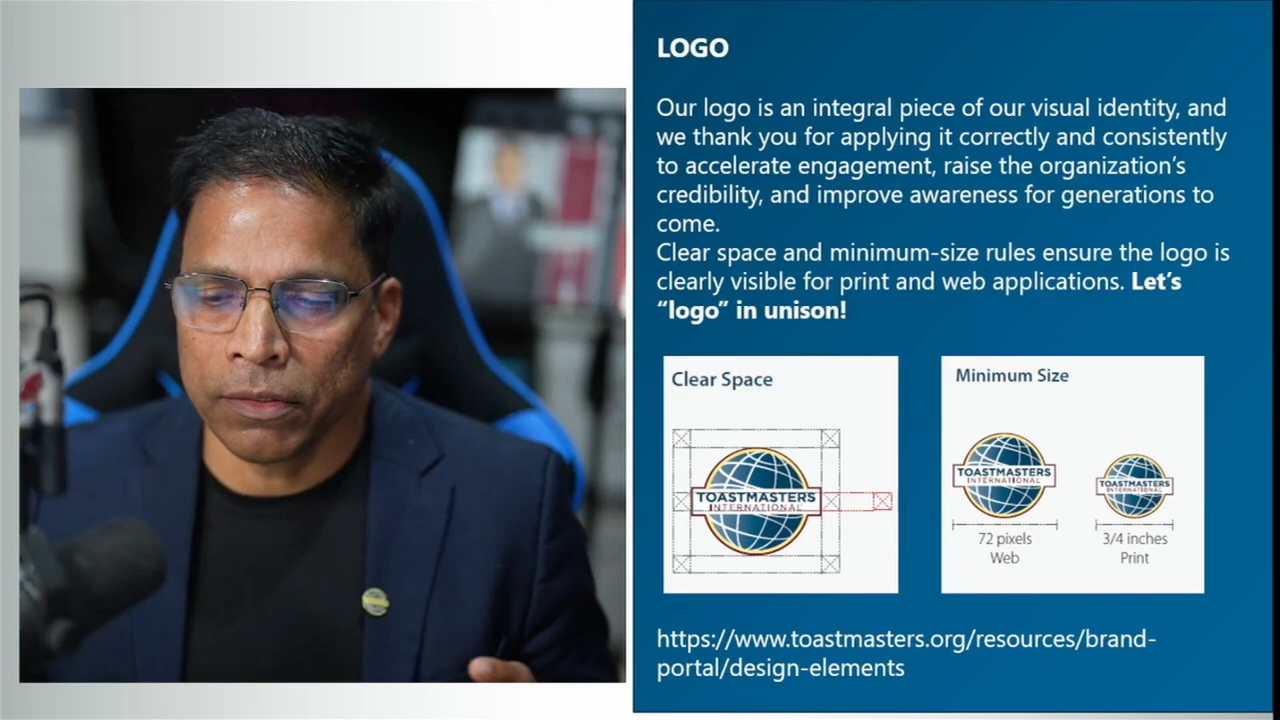 LOGO
Our logo is an integral piece of our visual identity, and
we thank you for applying it correctly and consistently
to accelerate engagement, raise the organization's
credibility, and improve awareness for generations to
come.
Clear space and minimum-size rules ensure the logo is
clearly visible for print and web applications. Let's
“logo” in unison!
Clear Space
TOASTMASTERS
INTERNATIONAL
Minimum Size
TOASTMASTERS
INTERNATIONAL
TOASTMASTERS
INTERNATIONAL
72 pixels
Web
3/4 inches
Print
https://www.toastmasters.org/resources/brand-
portal/design-elements